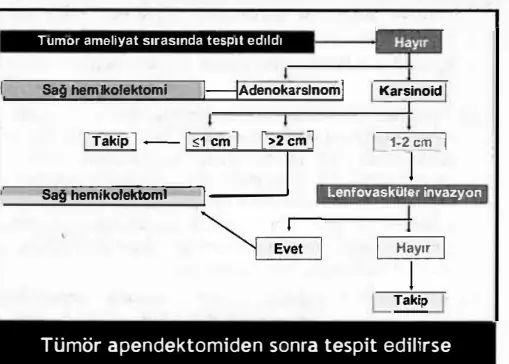 Tümör ameliyat sırasında tespit edildi
Hayır
Sağ hemikolektomi
Adenokarsinom
Karsinoid
Takip
≤1 cm
>2 cm
1-2 cm
Sağ hemikolektomi
Lenfovasküler invazyon
Evet
Hayır
Takip
Tümör apendektomiden sonra tespit edilirse